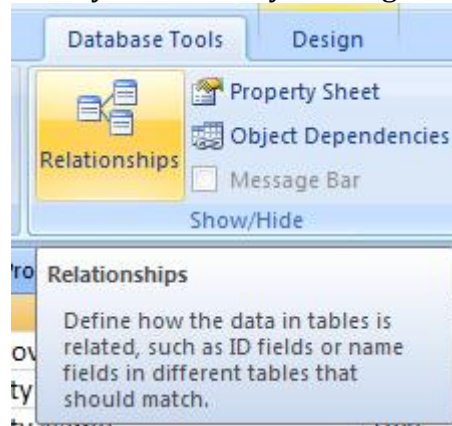 Database Tools Design
Property Sheet
Object Dependencies
Relationships
Message Bar
Show/Hide
Relationships
Define how the data in tables is
related, such as ID fields or name
fields in different tables that
should match.